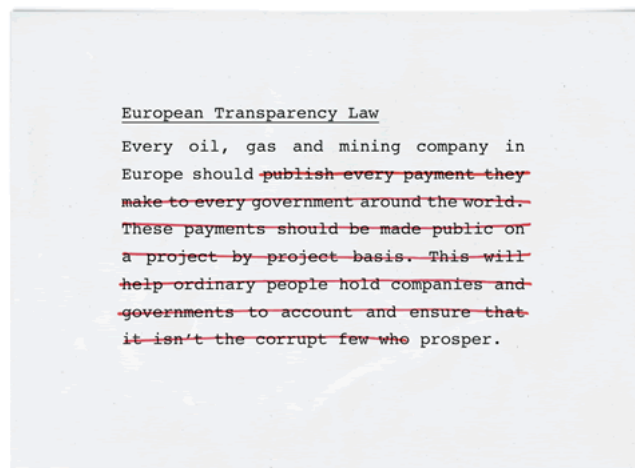 European Transparency Law
Every oil, gas and mining company in
Europe should publish every payment they
make to every government around the world.
These payments should be made public on
a project by project basis. This will
help ordinary people hold companies and
governments to account and ensure that
it isn't the corrupt few who prosper.